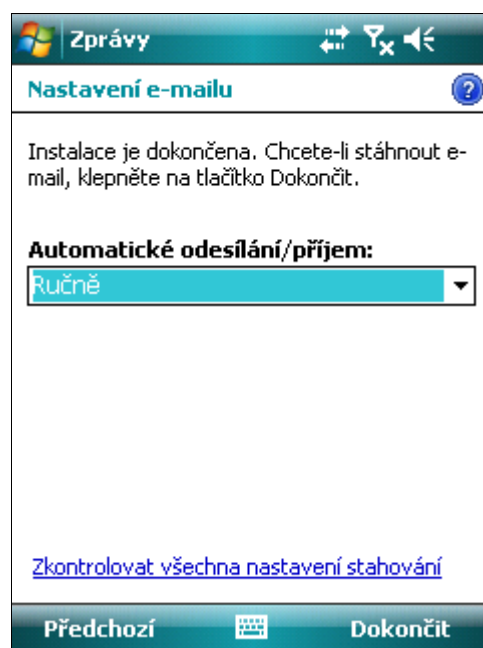 Zprávy
Nastavení e-mailu
?
Instalace je dokončena. Chcete-li stáhnout e-
mail, klepněte na tlačítko Dokončit.
Automatické odesílání/příjem:
Ručně
Zkontrolovat všechna nastavení stahování
Předchozí Dokončit